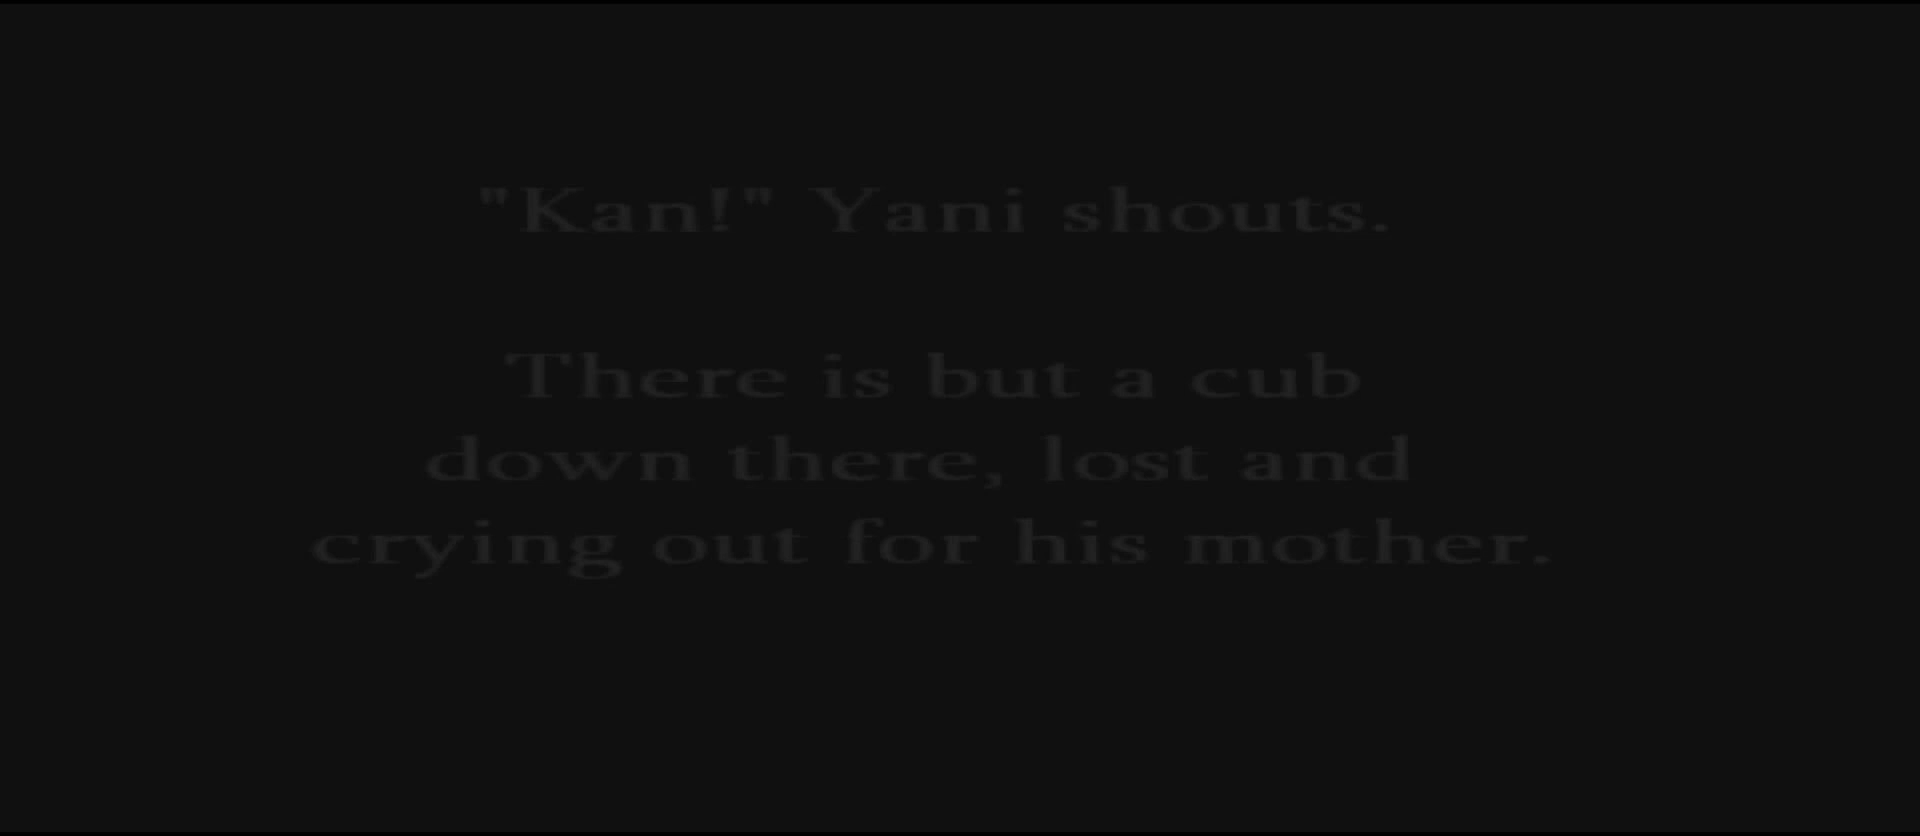 "Kan!" Yani shouts.
There is but a cub
down there, lost and
crying out for his mother.